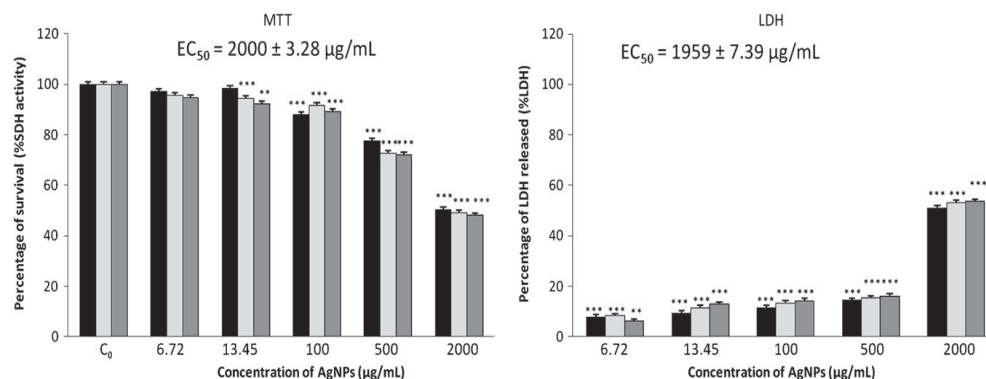 MTT
EC50 = 2000 ± 3.28 µg/mL
Percentage of survival (%SDH activity)
120
100
80
60
40
20
0
*** **
*** *** ***
*** ******
*** *** ***
C0 6.72 13.45 100 500 2000
Concentration of AgNPs (µg/mL)
LDH
EC50 = 1959 ± 7.39 µg/mL
Percentage of LDH released (%LDH)
120
100
80
60
40
20
0
*** *** **
*** *** ***
*** *** ***
*** ******
*** *** ***
6.72 13.45 100 500 2000
Concentration of AgNPs (µg/mL)